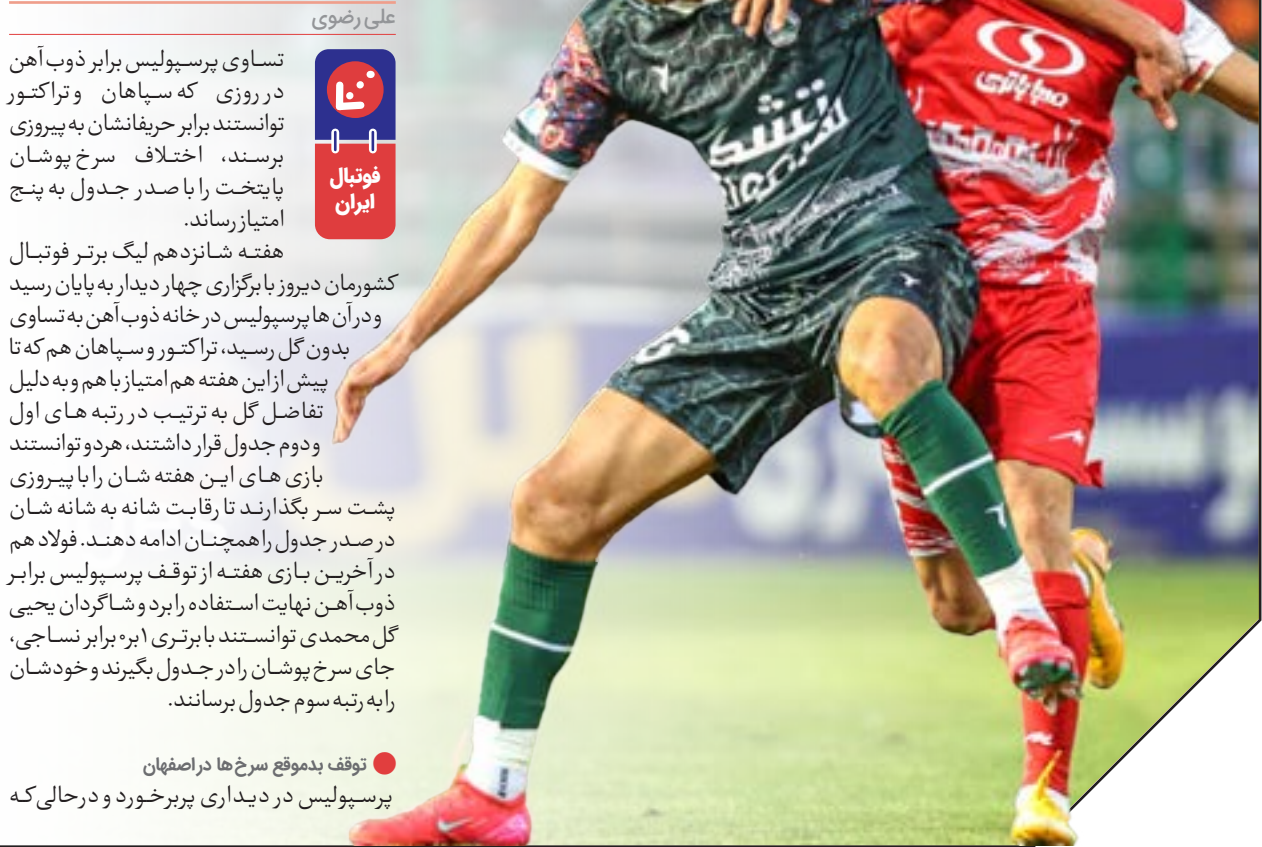 علی رضوی
فوتبال
ایران
تساوی پرسپولیس برابر ذوب آهن
در روزی که سپاهان و تراکتور
توانستند برابر حریفانشان به پیروزی
برسند، اختلاف سرخ پوشان
پایتخت را با صدر جدول به پنج
امتیاز رساند.
هفته شانزدهم لیگ برتر فوتبال
کشورمان دیروز با برگزاری چهار دیدار به پایان رسید
و در آن ها پرسپولیس در خانه ذوب آهن به تساوی
بدون گل رسید، تراکتور و سپاهان هم که تا
پیش از این هفته هم امتیاز با هم و به دلیل
تفاضل گل به ترتیب در رتبه های اول
و دوم جدول قرار داشتند، هر دو توانستند
بازی های این هفته شان را با پیروزی
پشت سر بگذارند تا رقابت شانه به شانه شان
در صدر جدول را همچنان ادامه دهند. فولاد هم
در آخرین بازی هفته از توقف پرسپولیس برابر
ذوب آهن نهایت استفاده را برد و شاگردان یحیی
گل محمدی توانستند با برتری ۱ بر ۰ برابر نساجی،
جای سرخ پوشان را در جدول بگیرند و خودشان
را به رتبه سوم جدول برسانند.
توقف بدموقع سرخ ها در اصفهان
پرسپولیس در دیداری پربرخورد و درحالی که
صبا باتری